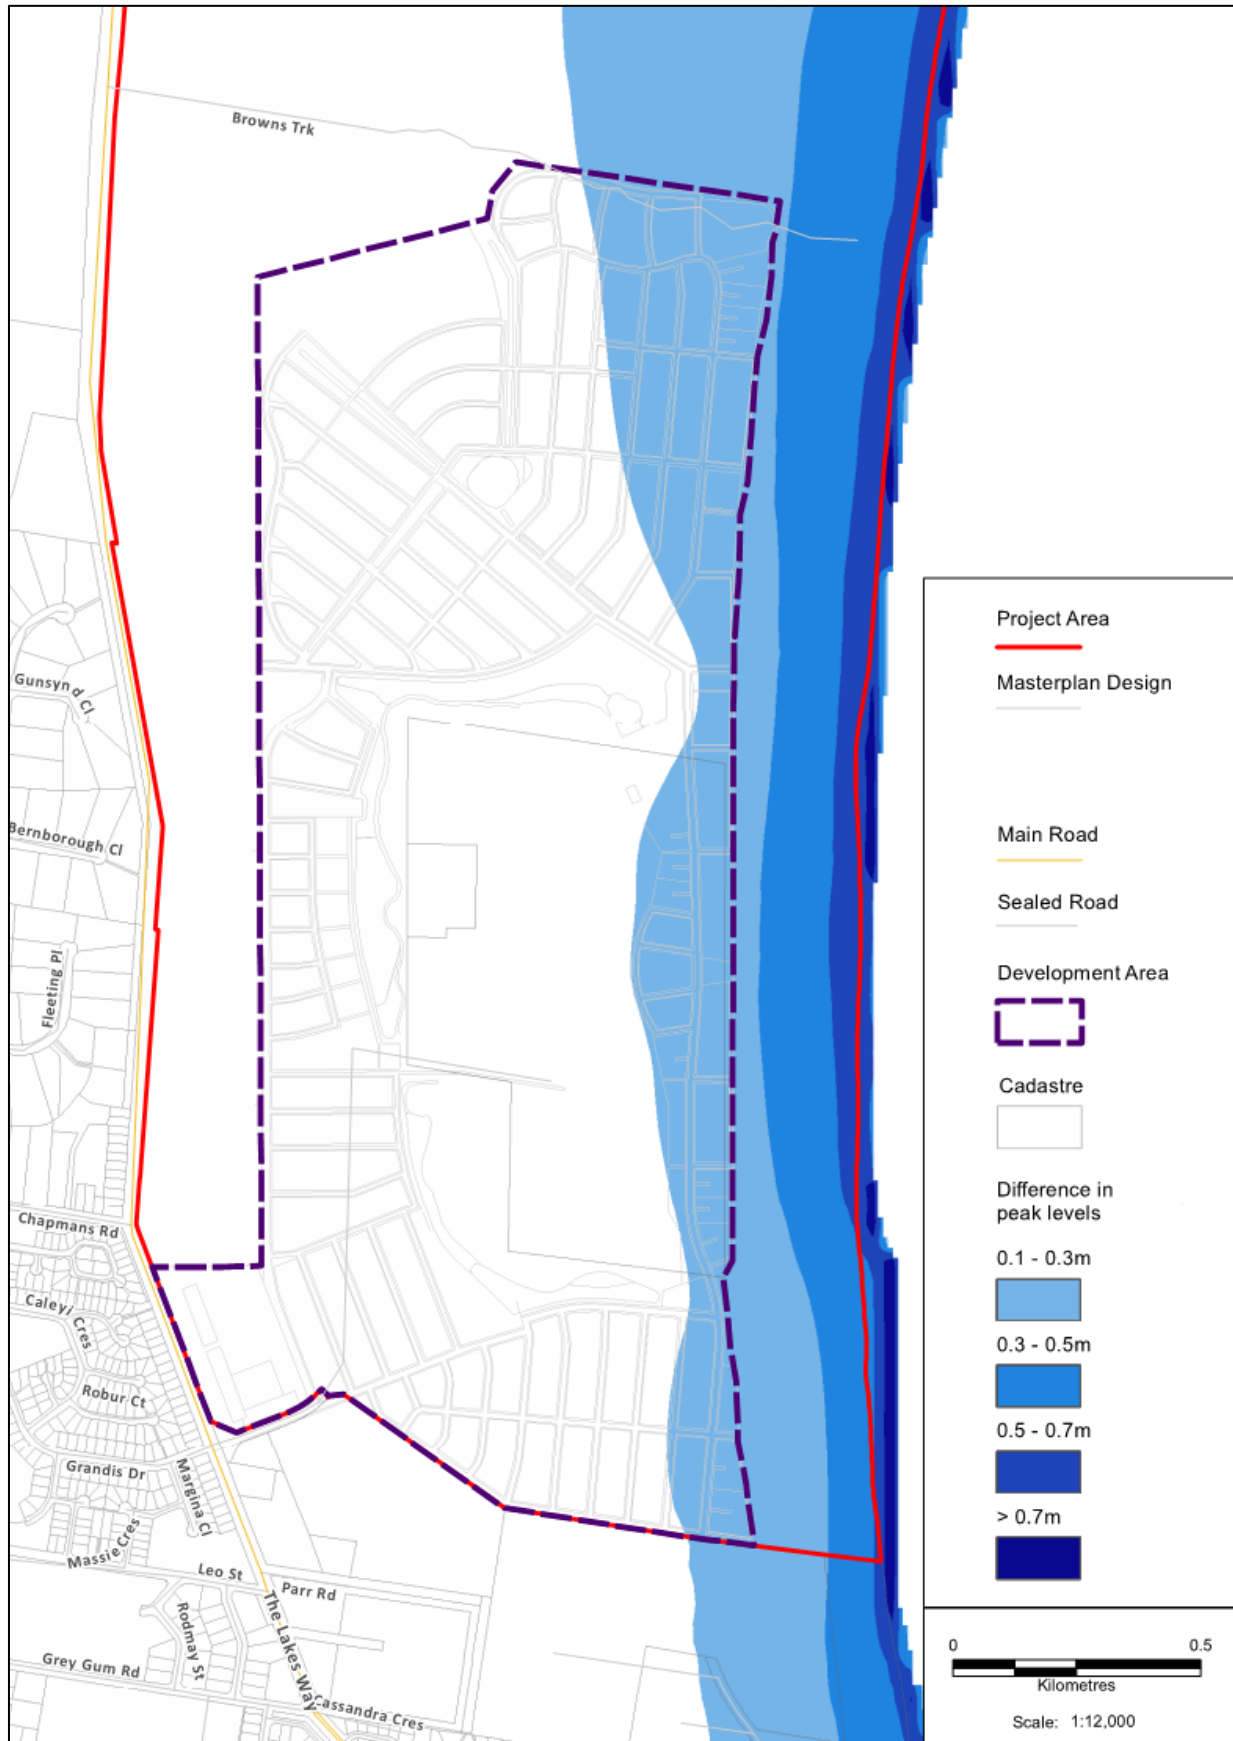 Browns Trk
Gunsynd Cl
Bernborough Cl
Fleeting Pl
Chapmans Rd
Caleyi Cres
Robur Ct
Grandis Dr
Margina Cl
Massie Cres
Leo St
Parr Rd
Rodmay St
The Lakes Way
Grey Gum Rd
Cassandra Cres
Project Area
Masterplan Design
Main Road
Sealed Road
Development Area
Cadastre
Difference in
peak levels
0.1 - 0.3m
0.3 - 0.5m
0.5 - 0.7m
> 0.7m
0 0.5
Kilometres
Scale: 1:12,000